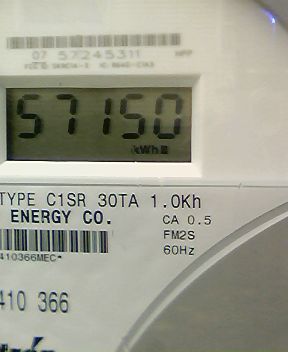 07 57245311
57150
kWh
TYPE C1SR 30TA 1.0Kh
ENERGY CO.
CA 0.5
FM2S
60Hz
410366MEC*
410 366